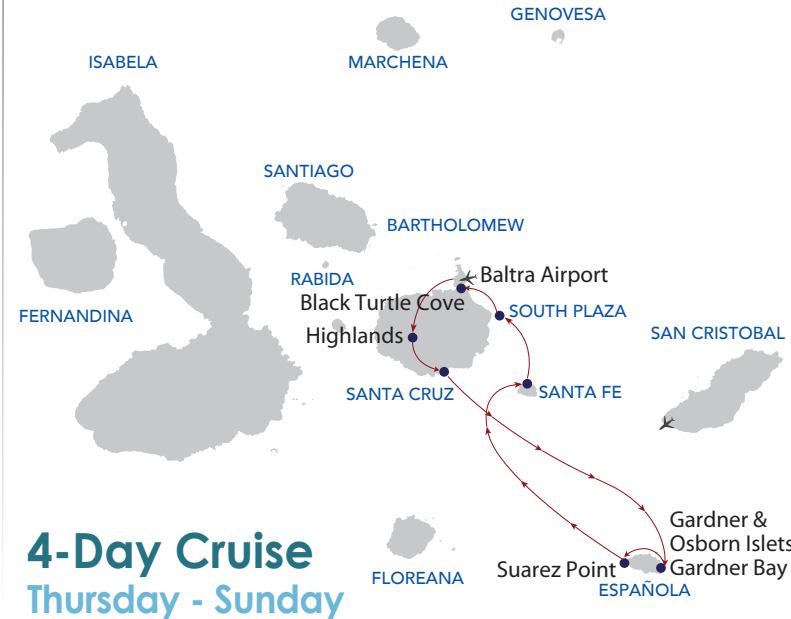 GENOVESA
ISABELA
MARCHENA
SANTIAGO
BARTHOLOMEW
RABIDA
Baltra Airport
Black Turtle Cove
FERNANDINA
SOUTH PLAZA
Highlands
SAN CRISTOBAL
SANTA CRUZ
SANTA FE
Gardner &
Osborn Islets
Gardner Bay
Suarez Point
ESPAÑOLA
FLOREANA
4-Day Cruise
Thursday - Sunday